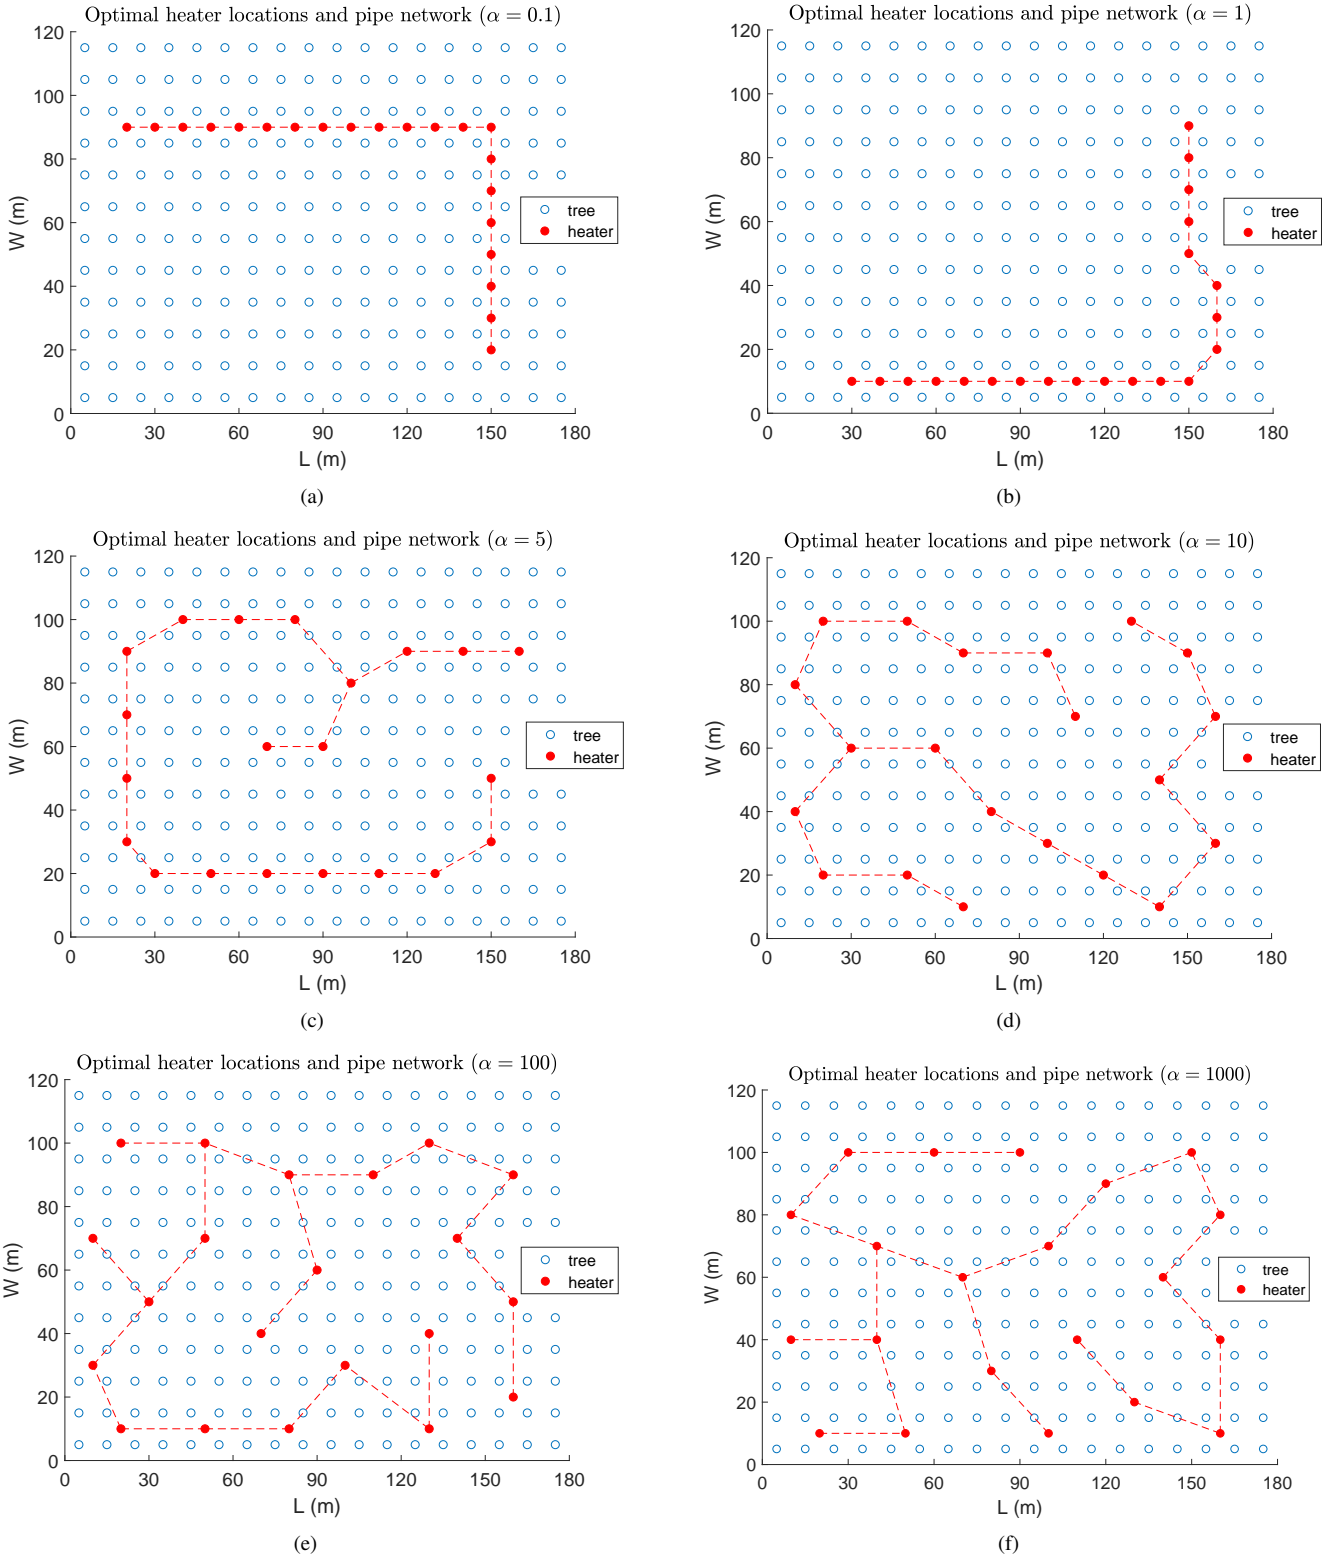 Optimal heater locations and pipe network (α = 0.1)
120
100
80
60
40
20
0
W (m)
0 30 60 90 120 150 180
L (m)
tree
heater
(a)
Optimal heater locations and pipe network (α = 1)
120
100
80
60
40
20
0
W (m)
0 30 60 90 120 150 180
L (m)
tree
heater
(b)
Optimal heater locations and pipe network (α = 5)
120
100
80
60
40
20
0
W (m)
0 30 60 90 120 150 180
L (m)
tree
heater
(c)
Optimal heater locations and pipe network (α = 10)
120
100
80
60
40
20
0
W (m)
0 30 60 90 120 150 180
L (m)
tree
heater
(d)
Optimal heater locations and pipe network (α = 100)
120
100
80
60
40
20
0
W (m)
0 30 60 90 120 150 180
L (m)
tree
heater
(e)
Optimal heater locations and pipe network (α = 1000)
120
100
80
60
40
20
0
W (m)
0 30 60 90 120 150 180
L (m)
tree
heater
(f)